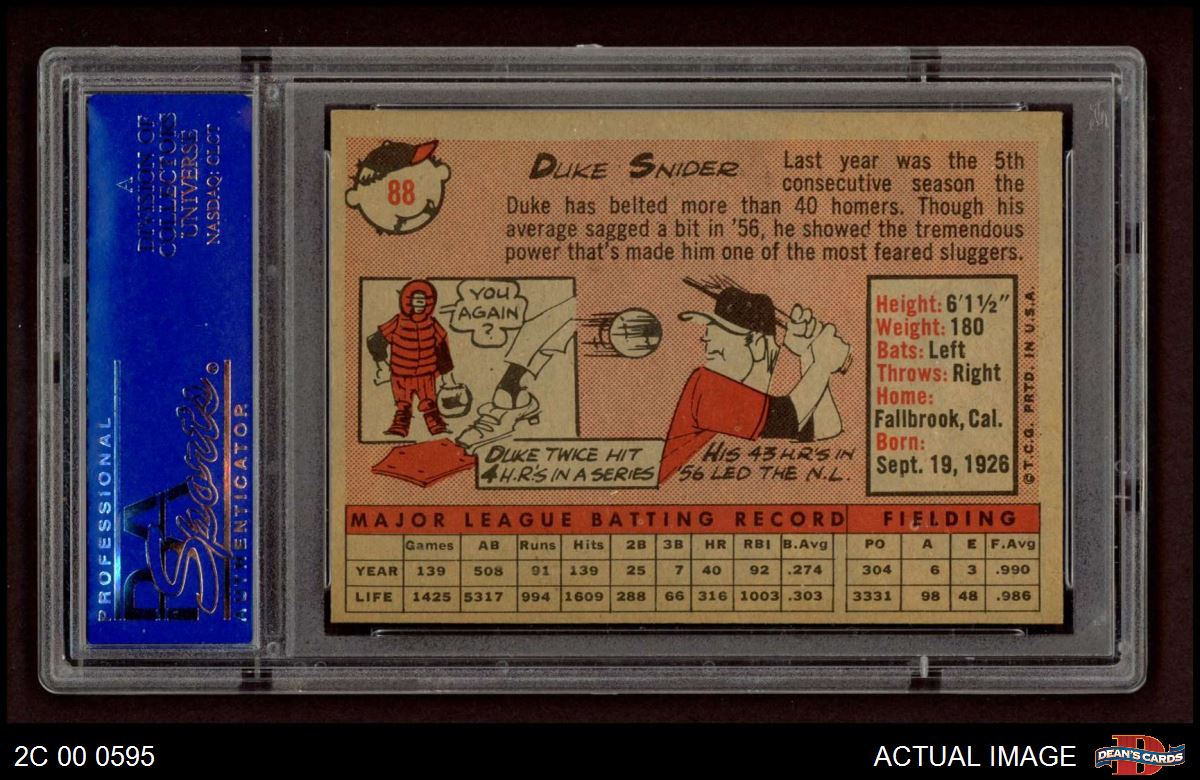 A
DIVISION OF
COLLECTORS
UNIVERSE
NASDAQ: CLCT
PROFESSIONAL
PSA
Sports
AUTHENTICATOR
88
DUKE SNIDER
Last year was the 5th
consecutive season the
Duke has belted more than 40 homers. Though his
average sagged a bit in '56, he showed the tremendous
power that's made him one of the most feared sluggers.
YOU
AGAIN
?
DUKE TWICE HIT
4 H.R.'S IN A SERIES
HIS 43 H.R.'S IN
'56 LED THE N.L.
Height: 6'1½"
Weight: 180
Bats: Left
Throws: Right
Home:
Fallbrook, Cal.
Born:
Sept. 19, 1926
© T.C.G. PRTD. IN U.S.A.
MAJOR LEAGUE BATTING RECORD FIELDING
Games AB Runs Hits 2B 3B HR RBI B.Avg PO A E F.Avg
YEAR 139 508 91 139 25 7 40 92 .274 304 6 3 .990
LIFE 1425 5317 994 1609 288 66 316 1003 .303 3331 98 48 .986
2C 00 0595
ACTUAL IMAGE
DEAN'S CARDS